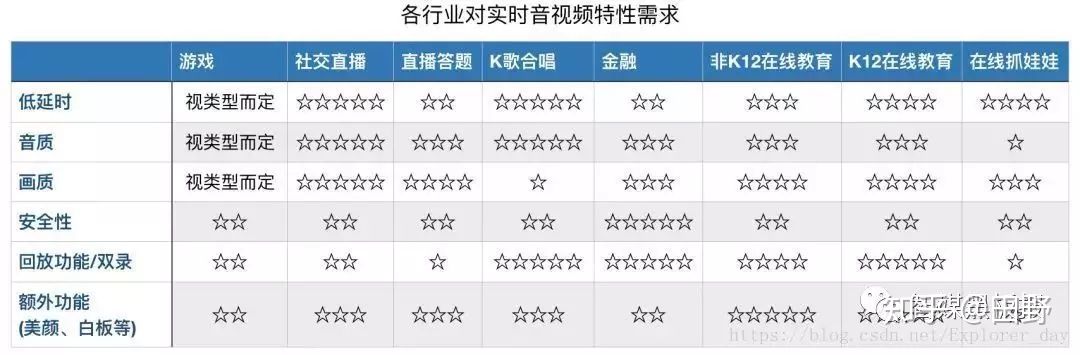 各行业对实时音视频特性需求
游戏 社交直播 直播答题 K歌合唱 金融 非K12在线教育 K12在线教育 在线抓娃娃
低延时 视类型而定 ☆☆☆☆☆ ☆☆ ☆☆☆☆☆ ☆☆ ☆☆☆ ☆☆☆☆ ☆☆☆☆
音质 视类型而定 ☆☆☆☆☆ ☆☆☆ ☆☆☆☆☆ ☆☆☆ ☆☆☆ ☆☆☆ ☆
画质 视类型而定 ☆☆☆☆☆ ☆☆☆☆ ☆ ☆☆☆ ☆☆☆☆ ☆☆☆☆ ☆☆☆
安全性 ☆☆ ☆☆ ☆☆ ☆☆ ☆☆☆☆☆ ☆☆ ☆☆ ☆☆
回放功能/双录 ☆☆ ☆☆ ☆ ☆☆☆☆ ☆☆☆☆☆ ☆☆☆☆ ☆☆☆☆☆ ☆
额外功能
(美颜、白板等) ☆☆ ☆☆☆ ☆☆☆ ☆☆☆ ☆☆ ☆☆☆☆☆
知乎 @田野
https://blog.csdn.net/Explorer_day